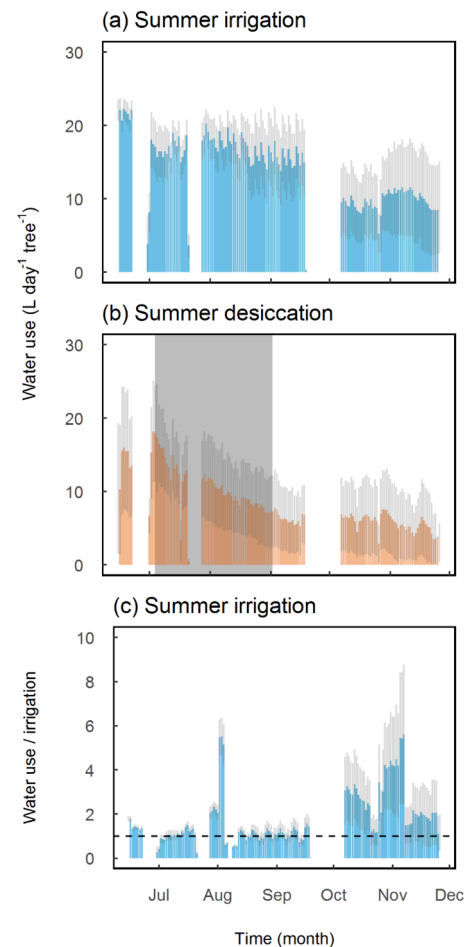 (a) Summer irrigation
30
20
10
0
Water use (L day⁻¹ tree⁻¹)
(b) Summer desiccation
30
20
10
0
(c) Summer irrigation
10
8
6
4
2
0
Water use / irrigation
Jul Aug Sep Oct Nov Dec
Time (month)